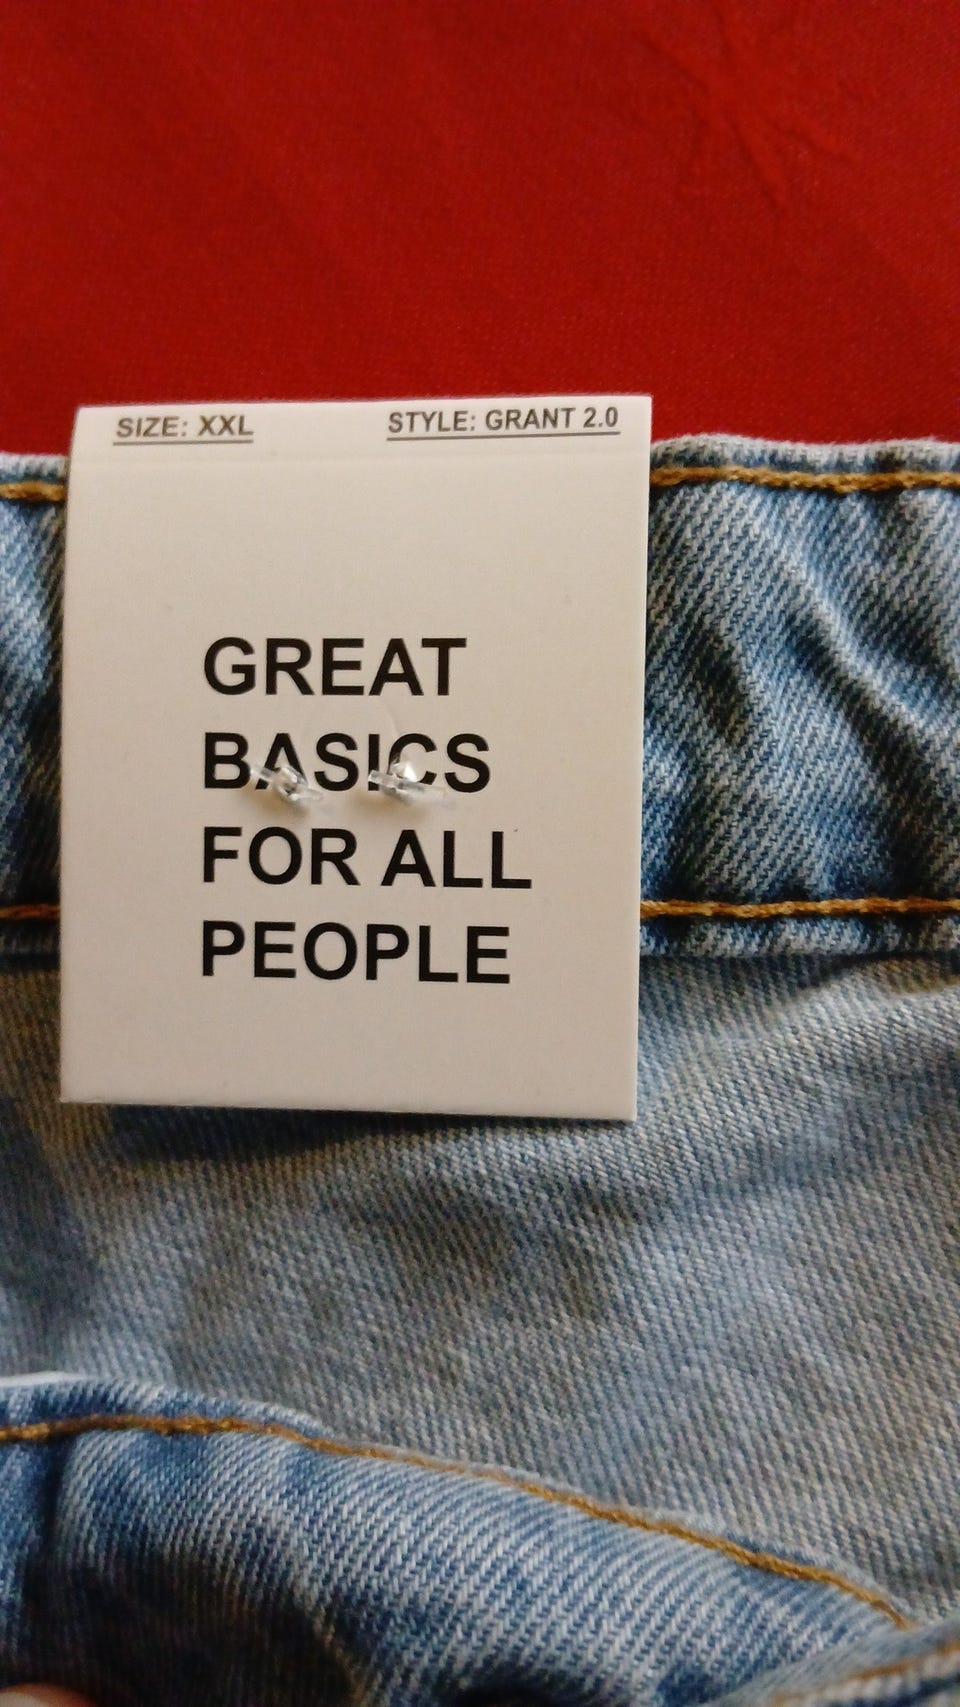 SIZE: XXL STYLE: GRANT 2.0
GREAT
BASICS
FOR ALL
PEOPLE